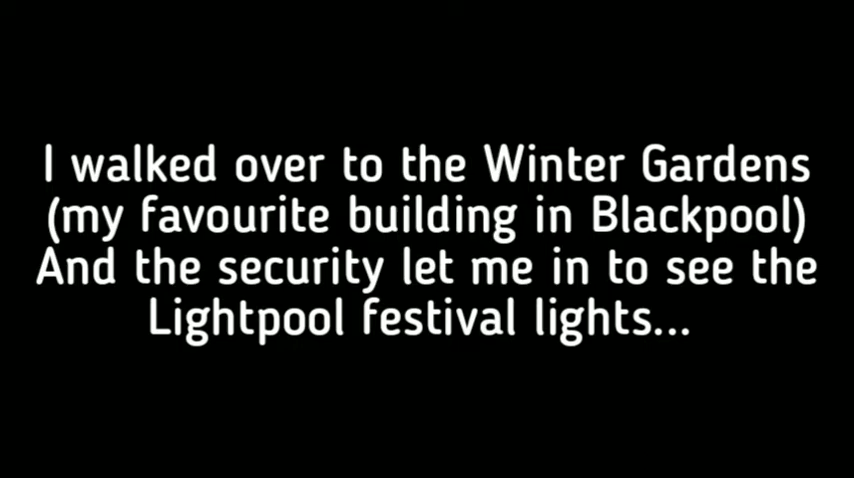 I walked over to the Winter Gardens
(my favourite building in Blackpool)
And the security let me in to see the
Lightpool festival lights...